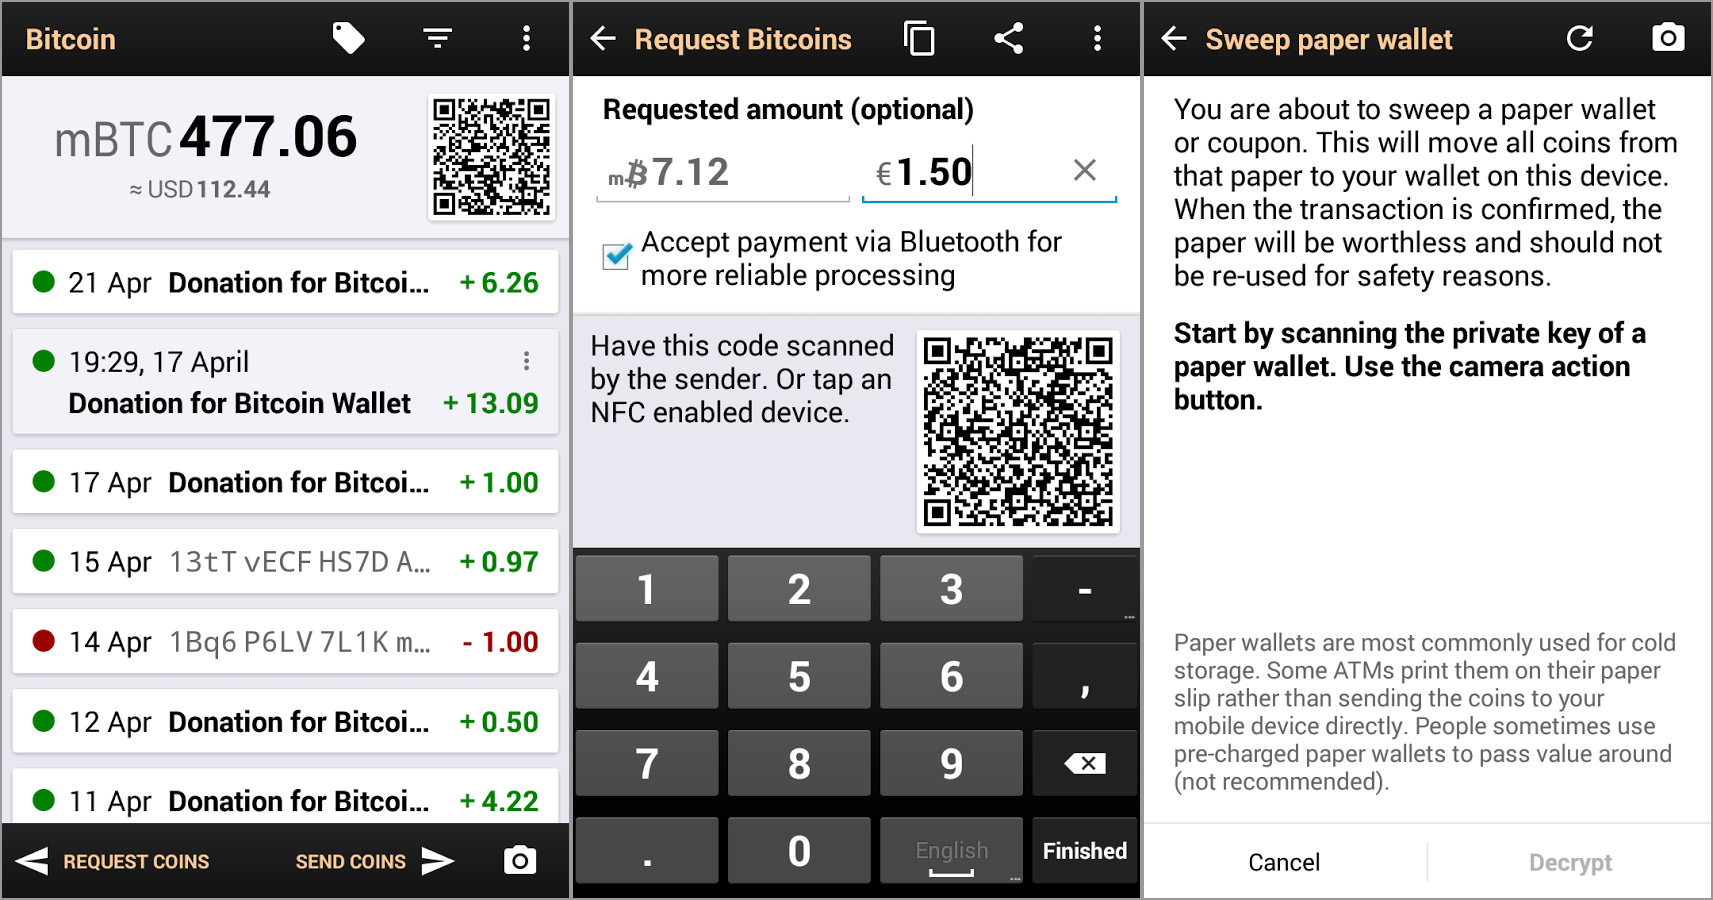 Bitcoin
mBTC 477.06
≈ USD 112.44
21 Apr Donation for Bitcoi... + 6.26
19:29, 17 April
Donation for Bitcoin Wallet + 13.09
17 Apr Donation for Bitcoi... + 1.00
15 Apr 13tT vECF HS7D A... + 0.97
14 Apr 1Bq6 P6LV 7L1K m... - 1.00
12 Apr Donation for Bitcoi... + 0.50
11 Apr Donation for Bitcoi... + 4.22
REQUEST COINS SEND COINS
Request Bitcoins
Requested amount (optional)
m₿ 7.12 € 1.50
Accept payment via Bluetooth for
more reliable processing
Have this code scanned
by the sender. Or tap an
NFC enabled device.
1 2 3 -
...
4 5 6 ,
7 8 9
. 0 English Finished
...
Sweep paper wallet
You are about to sweep a paper wallet
or coupon. This will move all coins from
that paper to your wallet on this device.
When the transaction is confirmed, the
paper will be worthless and should not
be re-used for safety reasons.
Start by scanning the private key of a
paper wallet. Use the camera action
button.
Paper wallets are most commonly used for cold
storage. Some ATMs print them on their paper
slip rather than sending the coins to your
mobile device directly. People sometimes use
pre-charged paper wallets to pass value around
(not recommended).
Cancel Decrypt